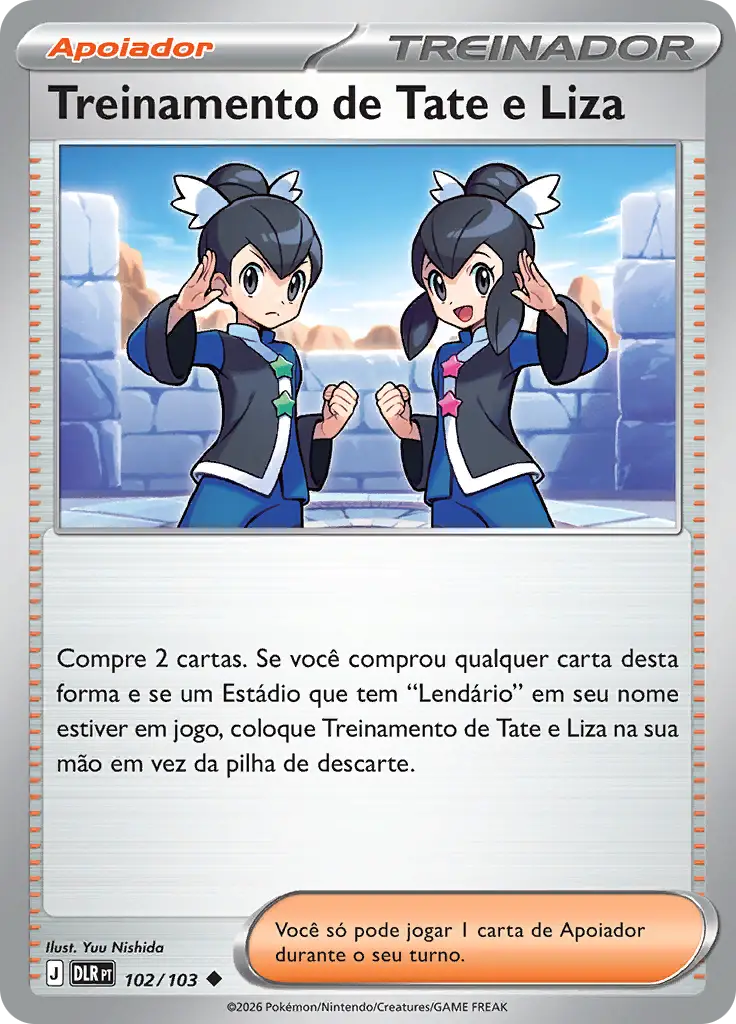 Apoiador
TREINADOR
Treinamento de Tate e Liza
Compre 2 cartas. Se você comprou qualquer carta desta
forma e se um Estádio que tem “Lendário” em seu nome
estiver em jogo, coloque Treinamento de Tate e Liza na sua
mão em vez da pilha de descarte.
Você só pode jogar 1 carta de Apoiador
durante o seu turno.
Ilust. Yuu Nishida
J DLR PT 102/103
©2026 Pokémon/Nintendo/Creatures/GAME FREAK